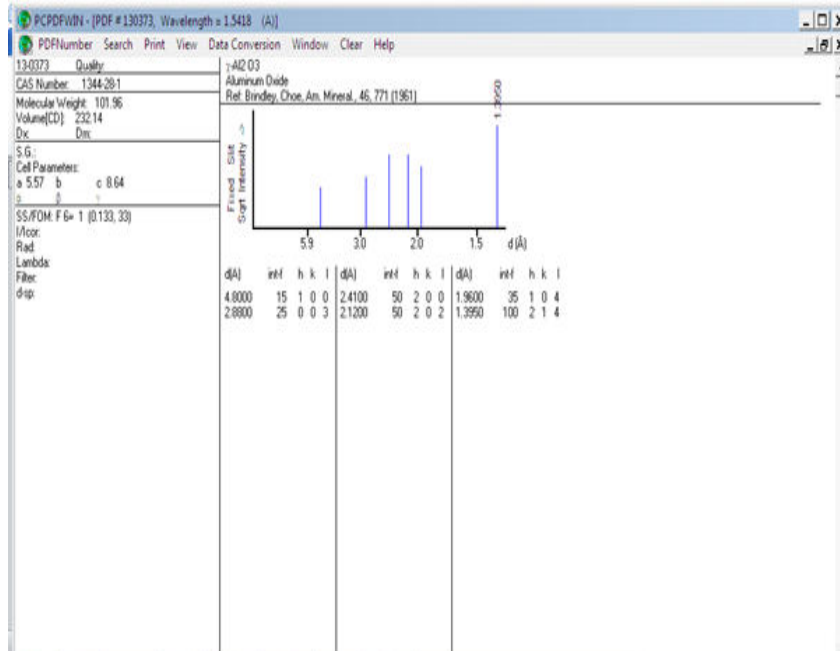 PCPDFWIN - [PDF # 130373, Wavelength = 1.5418 (A)]
PDFNumber Search Print View Data Conversion Window Clear Help
13-0373 Quality:
CAS Number: 1344-28-1
Molecular Weight: 101.96
Volume[CD]: 232.14
Dx: Dm:
S.G.:
Cell Parameters:
a 5.57 b c 8.64
SS/FOM: F 6= 1 (0.133, 33)
I/Icor:
Rad:
Lambda:
Filter:
d-sp:
γ-Al2 O3
Aluminum Oxide
Ref: Brindley, Choe, Am. Mineral., 46, 771 (1961)
Fixed Slit
Sqrt Intensity ->
1.3950
5.9 3.0 2.0 1.5 d (Å)
d(A) int-f h k l d(A) int-f h k l d(A) int-f h k l
4.8000 15 1 0 0 2.4100 50 2 0 0 1.9600 35 1 0 4
2.8800 25 0 0 3 2.1200 50 2 0 2 1.3950 100 2 1 4